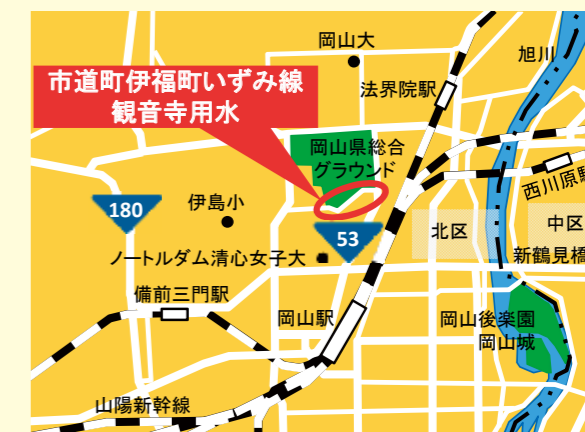 岡山大
旭川
市道町伊福町いずみ線
観音寺用水
法界院駅
岡山県総合
グラウンド
西川原駅
180
伊島小
53
北区
中区
ノートルダム清心女子大
新鶴見橋
備前三門駅
岡山駅
岡山後楽園
岡山城
山陽新幹線